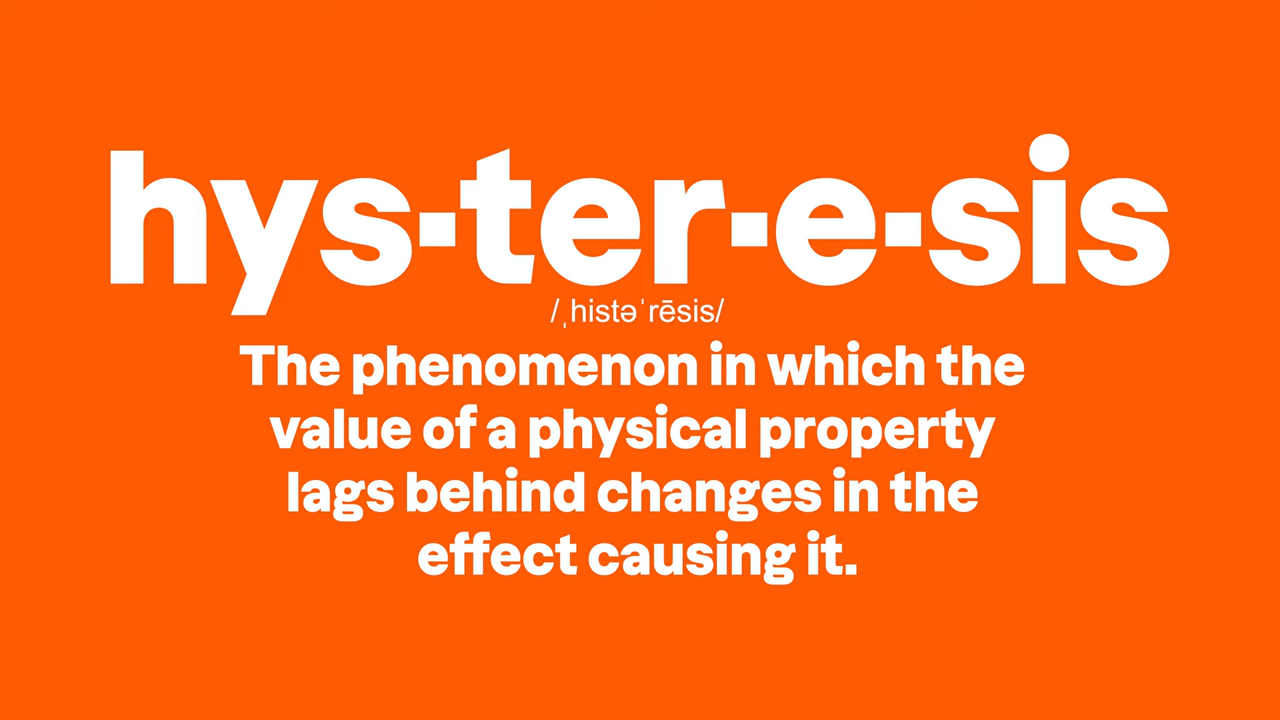 hys-ter-e-sis
/ˌhistəˈrēsis/
The phenomenon in which the
value of a physical property
lags behind changes in the
effect causing it.